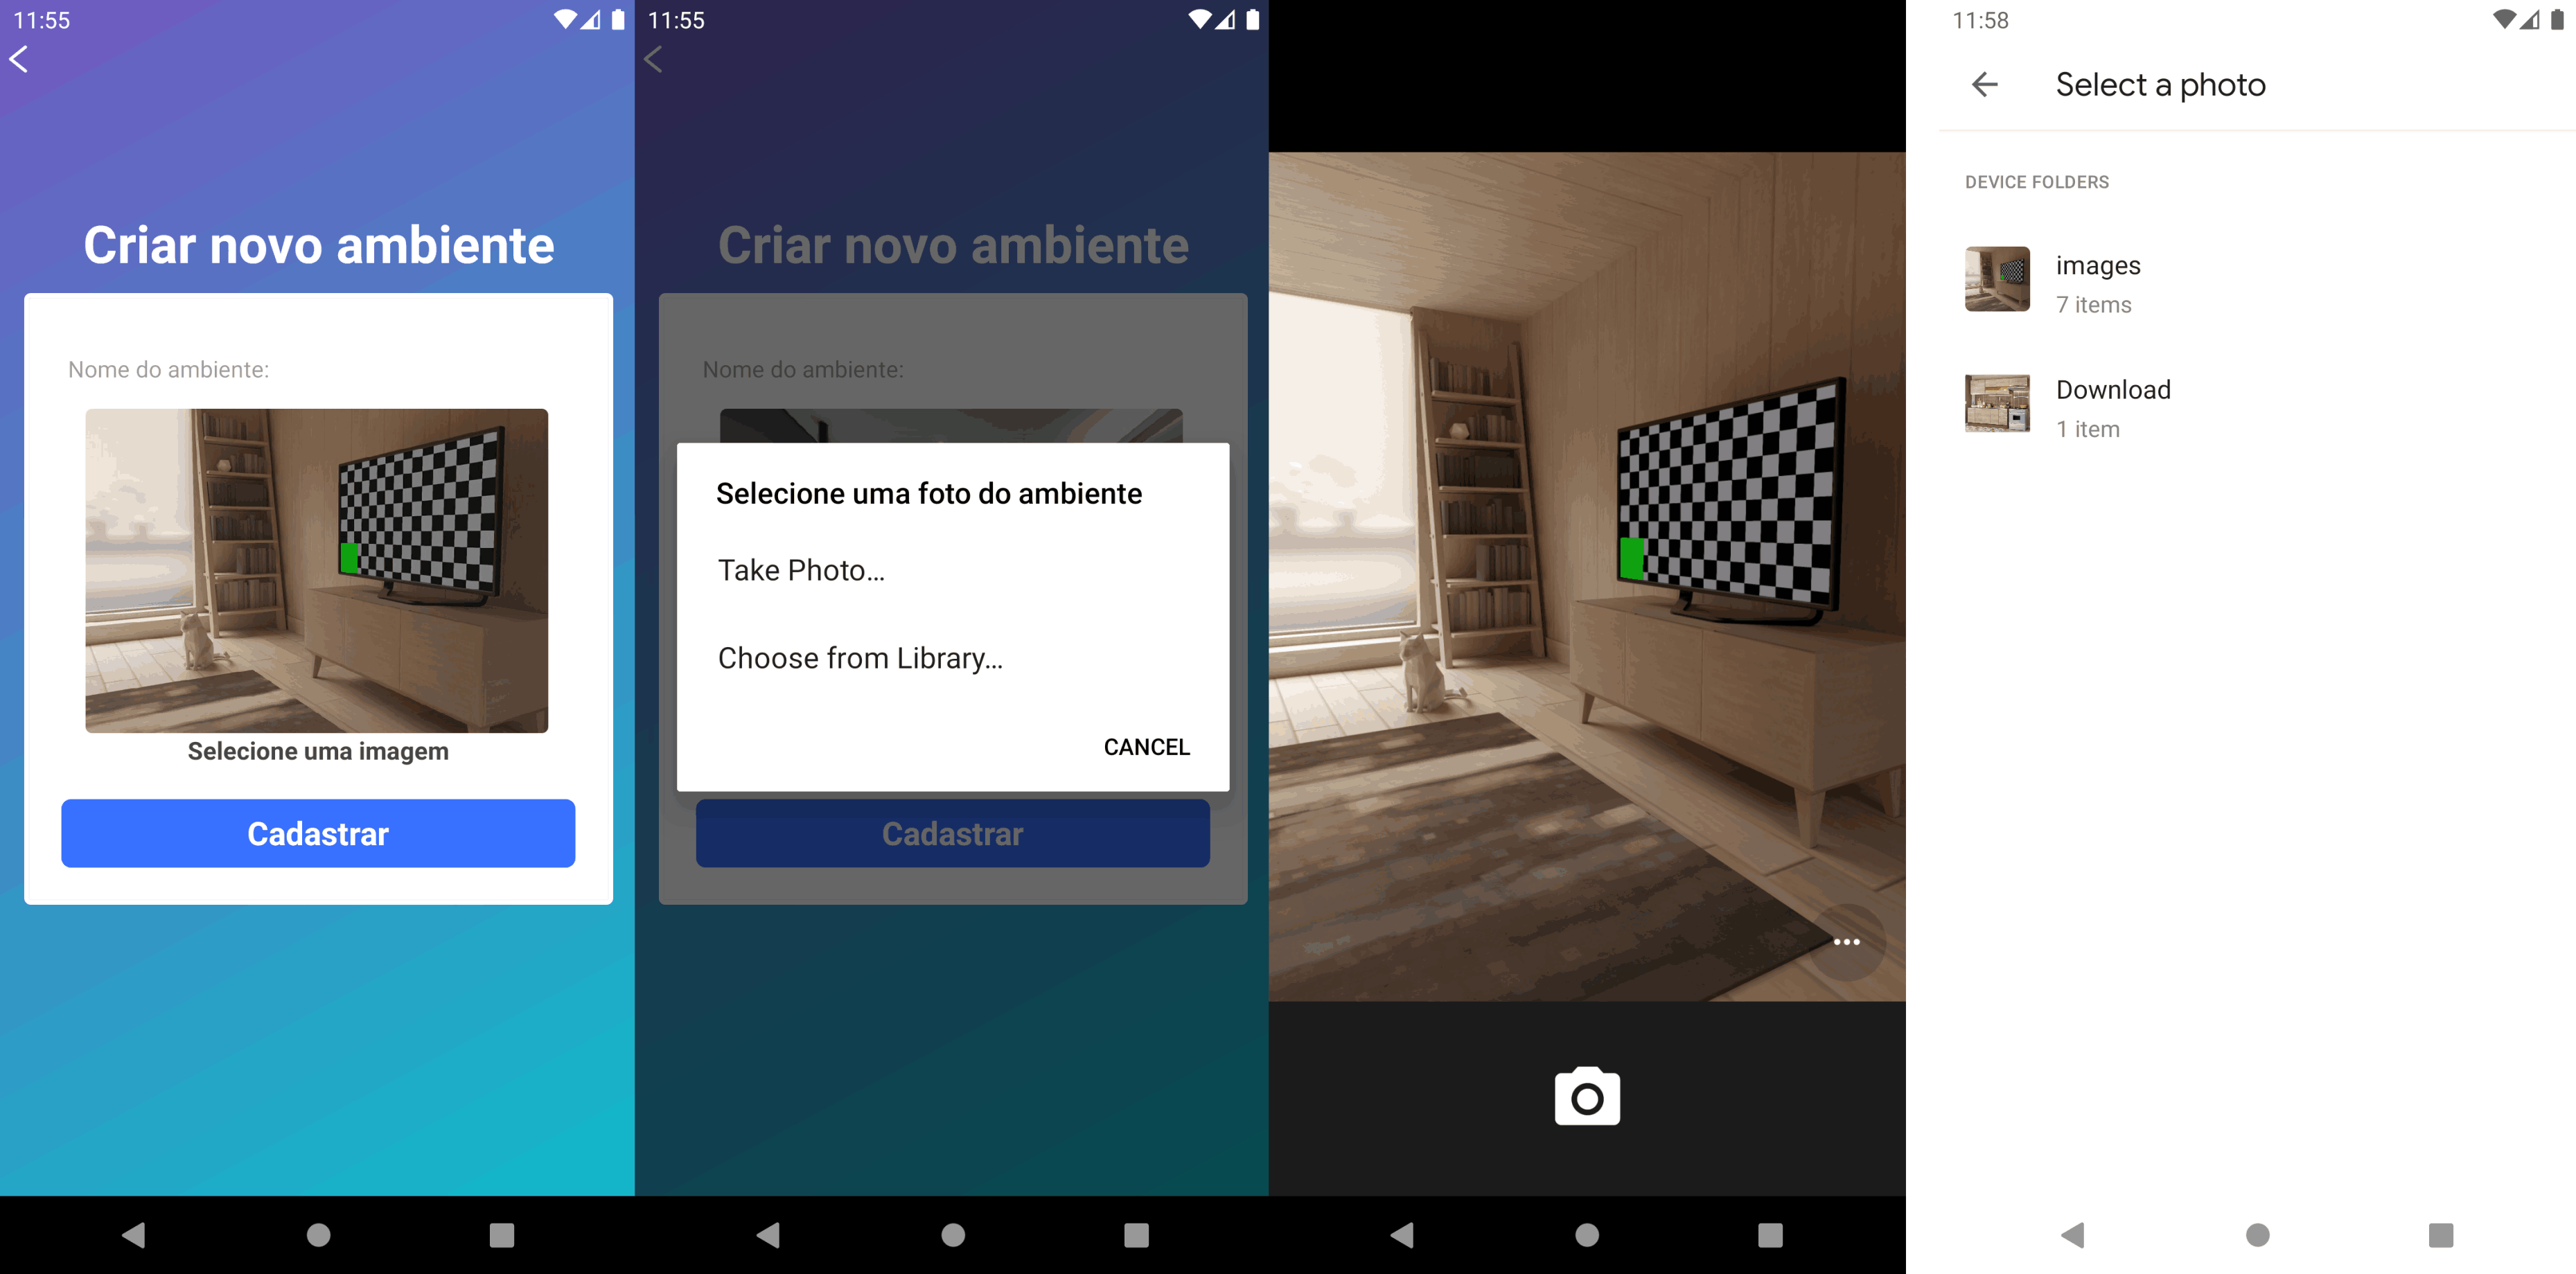 11:55
Criar novo ambiente
Nome do ambiente:
Selecione uma imagem
Cadastrar
11:55
Criar novo ambiente
Nome do ambiente:
Selecione uma foto do ambiente
Take Photo…
Choose from Library…
CANCEL
Cadastrar
11:58
Select a photo
DEVICE FOLDERS
images
7 items
Download
1 item